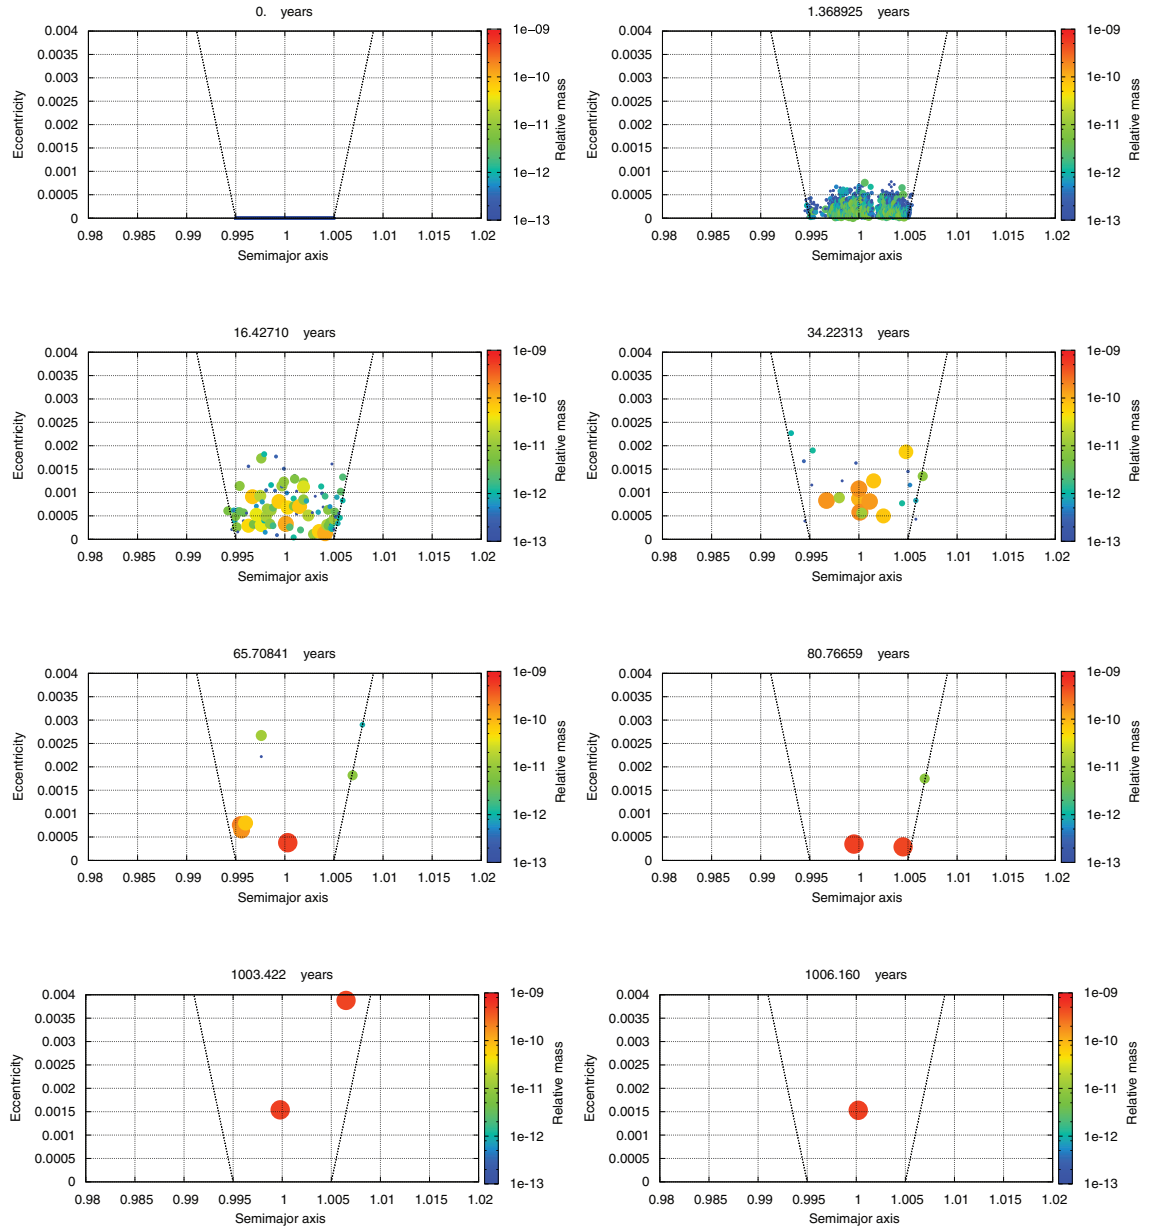 0. years
1.368925 years
0.004
0.0035
0.003
0.0025
0.002
0.0015
0.001
0.0005
0
Eccentricity
0.98 0.985 0.99 0.995 1 1.005 1.01 1.015 1.02
Semimajor axis
1e−09
1e−10
1e−11
1e−12
1e−13
Relative mass
0.004
0.0035
0.003
0.0025
0.002
0.0015
0.001
0.0005
0
Eccentricity
0.98 0.985 0.99 0.995 1 1.005 1.01 1.015 1.02
Semimajor axis
1e-09
1e-10
1e-11
1e-12
1e-13
Relative mass
16.42710 years
34.22313 years
0.004
0.0035
0.003
0.0025
0.002
0.0015
0.001
0.0005
0
Eccentricity
0.98 0.985 0.99 0.995 1 1.005 1.01 1.015 1.02
Semimajor axis
1e-09
1e-10
1e-11
1e-12
1e-13
Relative mass
0.004
0.0035
0.003
0.0025
0.002
0.0015
0.001
0.0005
0
Eccentricity
0.98 0.985 0.99 0.995 1 1.005 1.01 1.015 1.02
Semimajor axis
1e-09
1e-10
1e-11
1e-12
1e-13
Relative mass
65.70841 years
80.76659 years
0.004
0.0035
0.003
0.0025
0.002
0.0015
0.001
0.0005
0
Eccentricity
0.98 0.985 0.99 0.995 1 1.005 1.01 1.015 1.02
Semimajor axis
1e-09
1e-10
1e-11
1e-12
1e-13
Relative mass
0.004
0.0035
0.003
0.0025
0.002
0.0015
0.001
0.0005
0
Eccentricity
0.98 0.985 0.99 0.995 1 1.005 1.01 1.015 1.02
Semimajor axis
1e-09
1e-10
1e-11
1e-12
1e-13
Relative mass
1003.422 years
1006.160 years
0.004
0.0035
0.003
0.0025
0.002
0.0015
0.001
0.0005
0
Eccentricity
0.98 0.985 0.99 0.995 1 1.005 1.01 1.015 1.02
Semimajor axis
1e-09
1e-10
1e-11
1e-12
1e-13
Relative mass
0.004
0.0035
0.003
0.0025
0.002
0.0015
0.001
0.0005
0
Eccentricity
0.98 0.985 0.99 0.995 1 1.005 1.01 1.015 1.02
Semimajor axis
1e-09
1e-10
1e-11
1e-12
1e-13
Relative mass